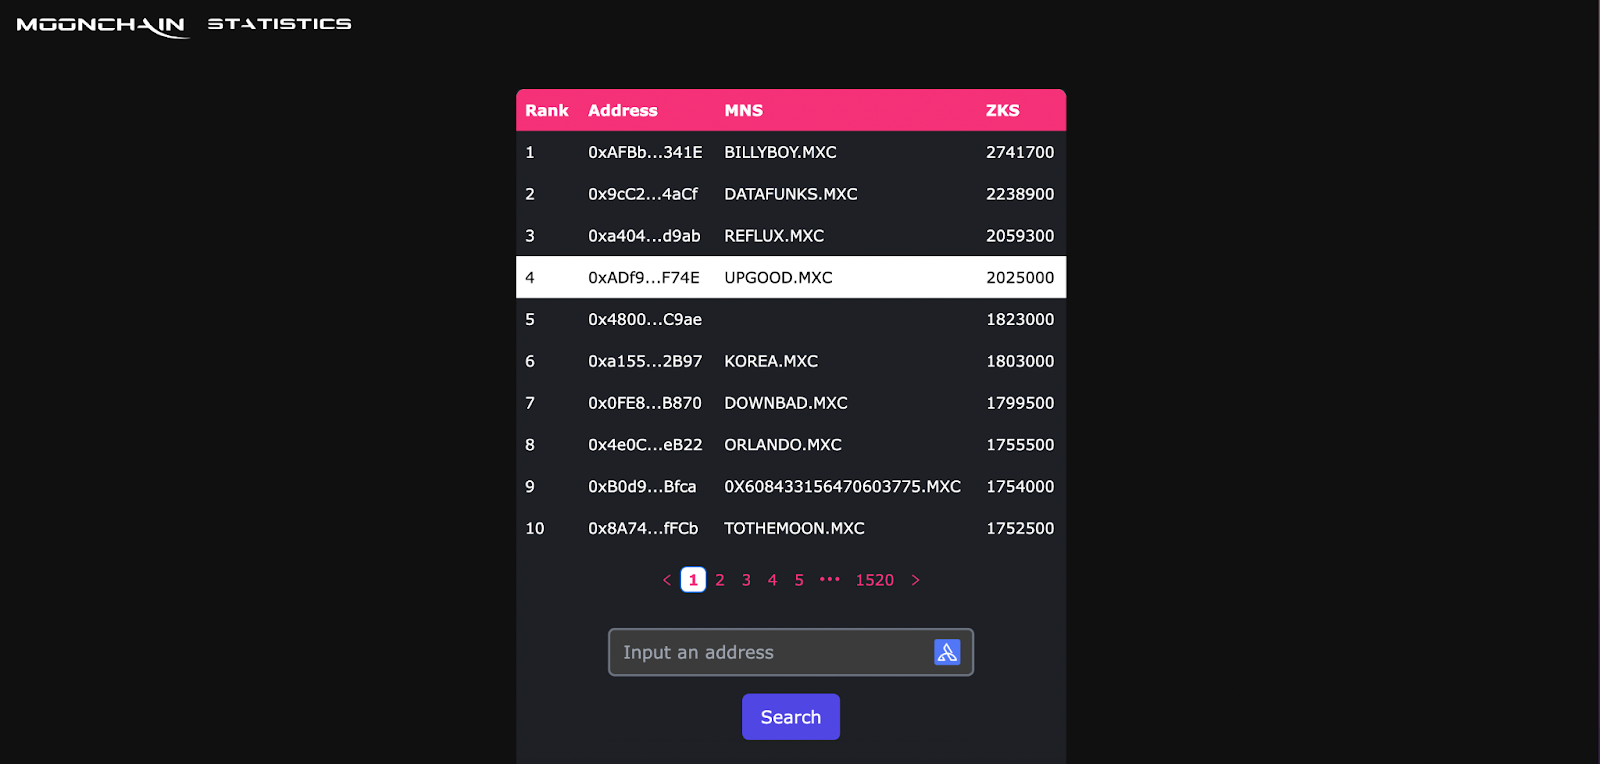 MOONCHAIN STATISTICS
Rank Address MNS ZKS
1 0xAFBb...341E BILLYBOY.MXC 2741700
2 0x9cC2...4aCf DATAFUNKS.MXC 2238900
3 0xa404...d9ab REFLUX.MXC 2059300
4 0xADf9...F74E UPGOOD.MXC 2025000
5 0x4800...C9ae 1823000
6 0xa155...2B97 KOREA.MXC 1803000
7 0x0FE8...B870 DOWNBAD.MXC 1799500
8 0x4e0C...eB22 ORLANDO.MXC 1755500
9 0xB0d9...Bfca 0X608433156470603775.MXC 1754000
10 0x8A74...fFCb TOTHEMOON.MXC 1752500
< 1 2 3 4 5 ••• 1520 >
Input an address
Search